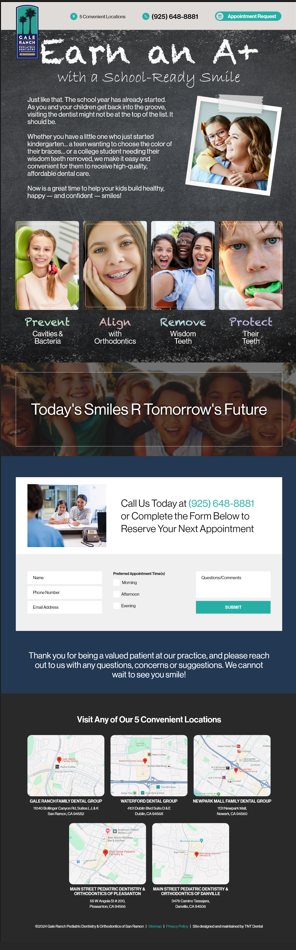 GALE
RANCH
5 Convenient Locations
(925) 648-8881
Appointment Request
Earn an A+
with a School-Ready Smile
Just like that. The school year has already started.
As you and your children get back into the groove,
visiting the dentist might not be at the top of the list. It
should be.
Whether you have a little one who just started
kindergarten... a teen wanting to choose the color of
their braces... or a college student needing their
wisdom teeth removed, we make it easy and
convenient for them to receive high-quality,
affordable dental care.
Now is a great time to help your kids build healthy,
happy — and confident — smiles!
Prevent
Cavities &
Bacteria
Align
with
Orthodontics
Remove
Wisdom
Teeth
Protect
Their
Teeth
Today's Smiles R Tomorrow's Future
Call Us Today at (925) 648-8881
or Complete the Form Below to
Reserve Your Next Appointment
Name
Phone Number
Email Address
Preferred Appointment Time(s)
Morning
Afternoon
Evening
Questions/Comments
SUBMIT
Thank you for being a valued patient at our practice, and please reach
out to us with any questions, concerns or suggestions. We cannot
wait to see you smile!
Visit Any of Our 5 Convenient Locations
GALE RANCH FAMILY DENTAL GROUP
San Ramon, CA 94582
WATERFORD FAMILY DENTAL GROUP
Dublin, CA 94568
NEWPARK MALL FAMILY DENTAL GROUP
Newark, CA 94560
MAIN STREET PEDIATRIC DENTISTRY &
ORTHODONTICS OF PLEASANTON
Pleasanton, CA 94566
MAIN STREET PEDIATRIC DENTISTRY &
ORTHODONTICS OF DANVILLE
Danville, CA 94506
©2024 Gale Ranch Pediatric Dentistry & Orthodontics of San Ramon | Sitemap | Privacy Policy | Site designed and maintained by TNT Dental